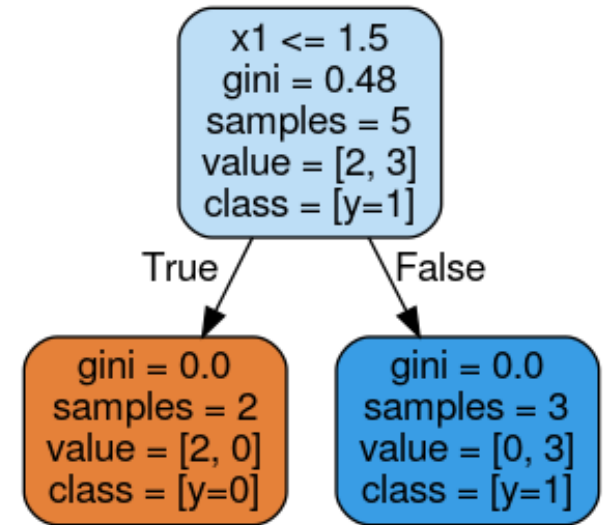 x1 <= 1.5
gini = 0.48
samples = 5
value = [2, 3]
class = [y=1]
True
False
gini = 0.0
samples = 2
value = [2, 0]
class = [y=0]
gini = 0.0
samples = 3
value = [0, 3]
class = [y=1]